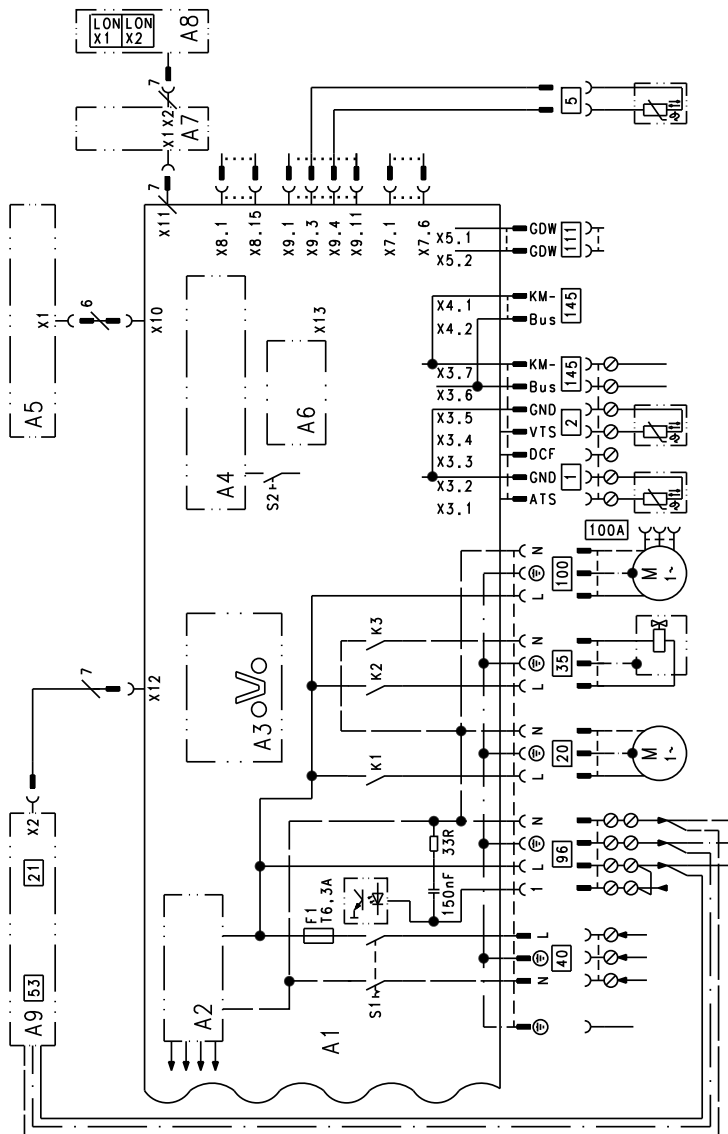 LON LON
X1 X2
A8
7
X1 X2
A7
7
X11
5
X8.1
X8.15
X9.1
X9.3
X9.4
X9.11
X7.1
X7.6
X1
A5
6
X10
X13
A6
A4
S2
X5.1 GDW
X5.2 GDW
111
X4.1 KM-
X4.2 Bus
145
X3.7 KM-
X3.6 Bus
145
X3.5 GND
X3.4 VTS
2
X3.3 DCF
X3.2 GND
X3.1 ATS
1
100A
N
L
100
M
1~
7
X12
A3
K3
K2
N
L
35
K1
N
L
20
M
1~
X2
21
53
A9
A2
A1
F1
T6,3A
S1
33R
150nF
N
L
1
96
L
N
40